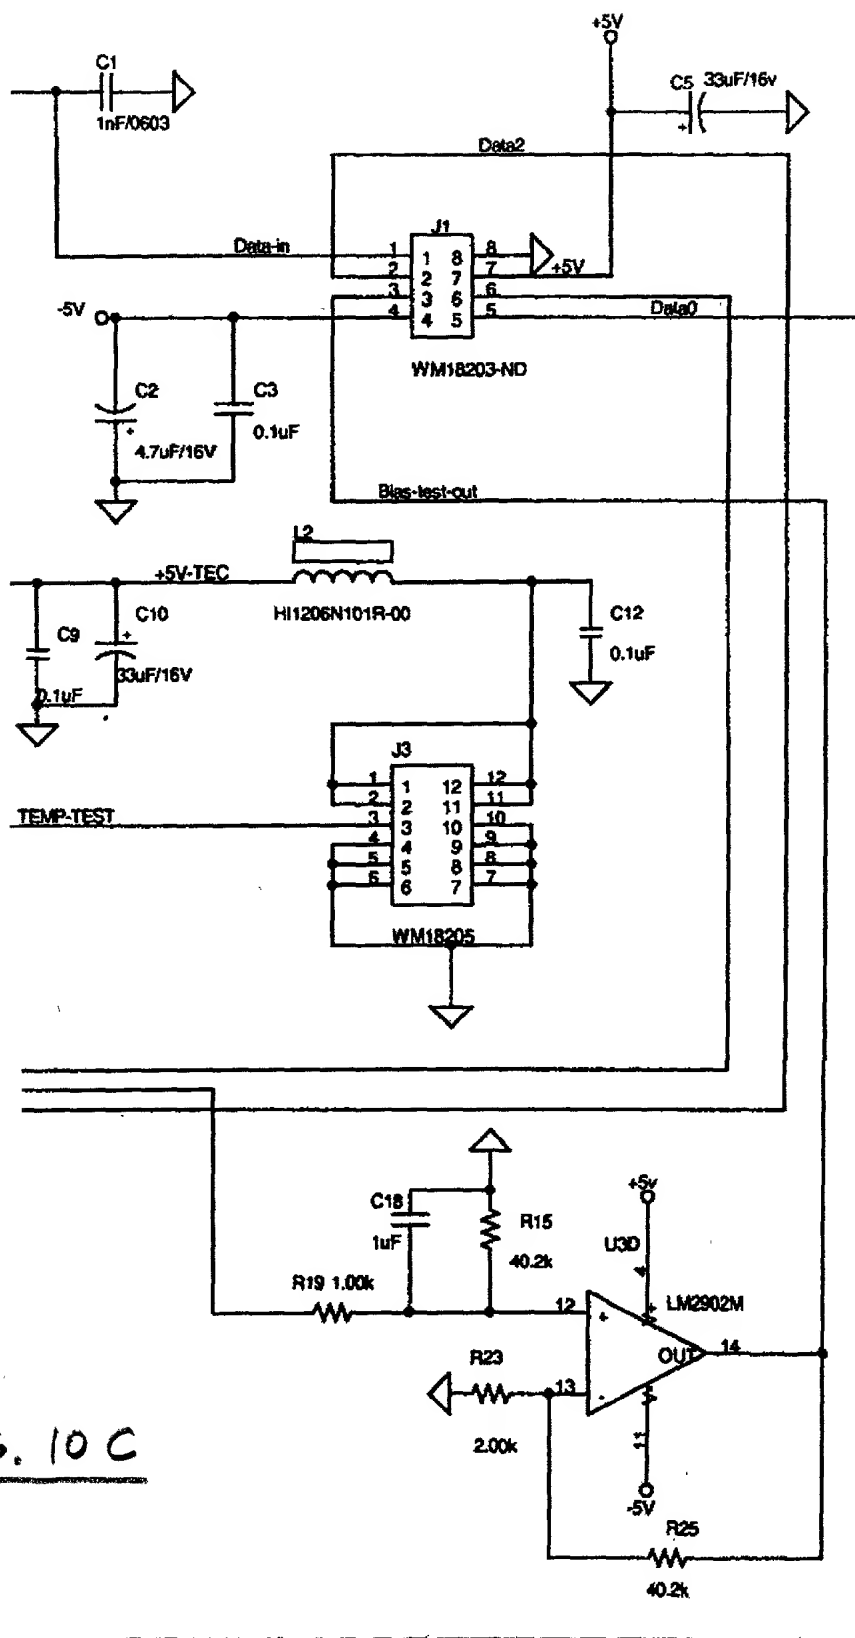 +5V
C1
1nF/0603
C5 33uF/16v
+
Data2
J1
Data-in
1 1 8 8
2 2 7 7 +5V
3 3 6 6
4 4 5 5
-5V
Data0
WM18203-ND
C2
+
4.7uF/16V
C3
0.1uF
Bias-test-out
L2
+5V-TEC
HI1206N101R-00
C9
0.1uF
C10
+
33uF/16V
C12
0.1uF
J3
1 1 12 12
2 2 11 11
TEMP-TEST
3 3 10 10
4 4 9 9
5 5 8 8
6 6 7 7
WM18205
C18
1uF
R15
40.2k
+5v
U3D
4
R19 1.00k
12
+
LM2902M
OUT 14
R23
13
-
2.00k
11
-5V
R25
40.2k
. 10 C